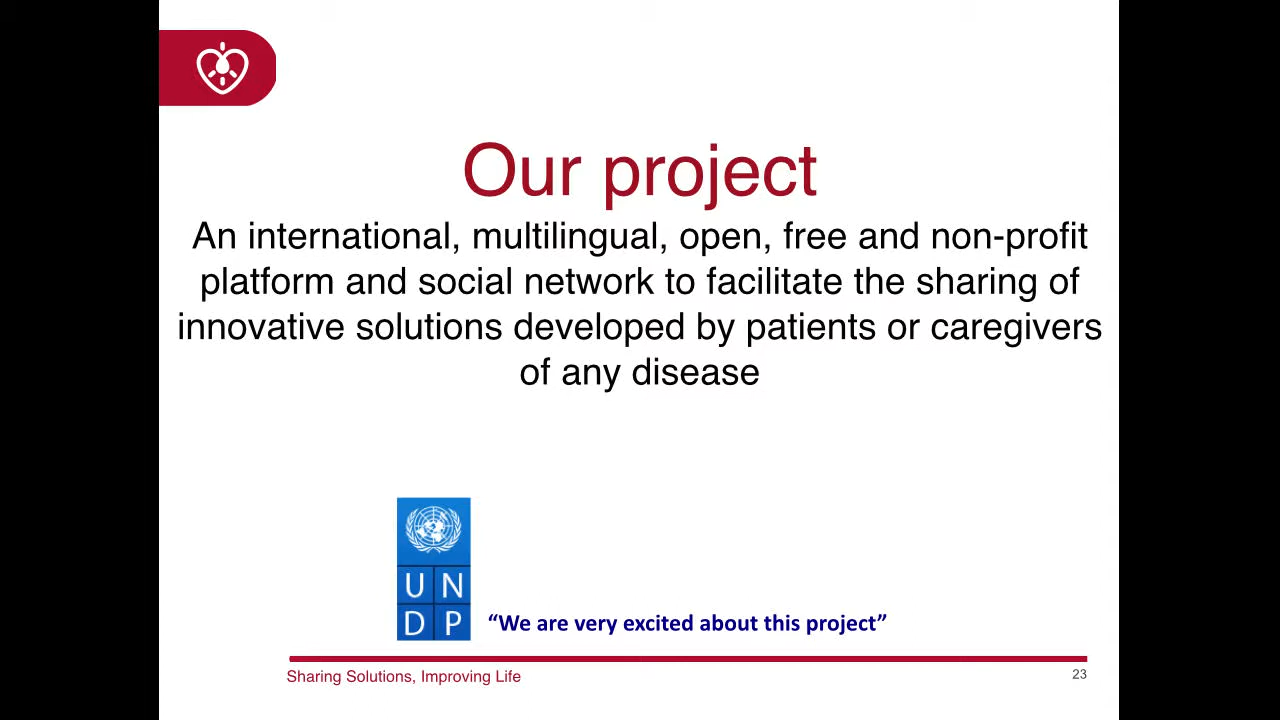 Our project
An international, multilingual, open, free and non-profit
platform and social network to facilitate the sharing of
innovative solutions developed by patients or caregivers
of any disease
U N
D P
“We are very excited about this project”
Sharing Solutions, Improving Life
23